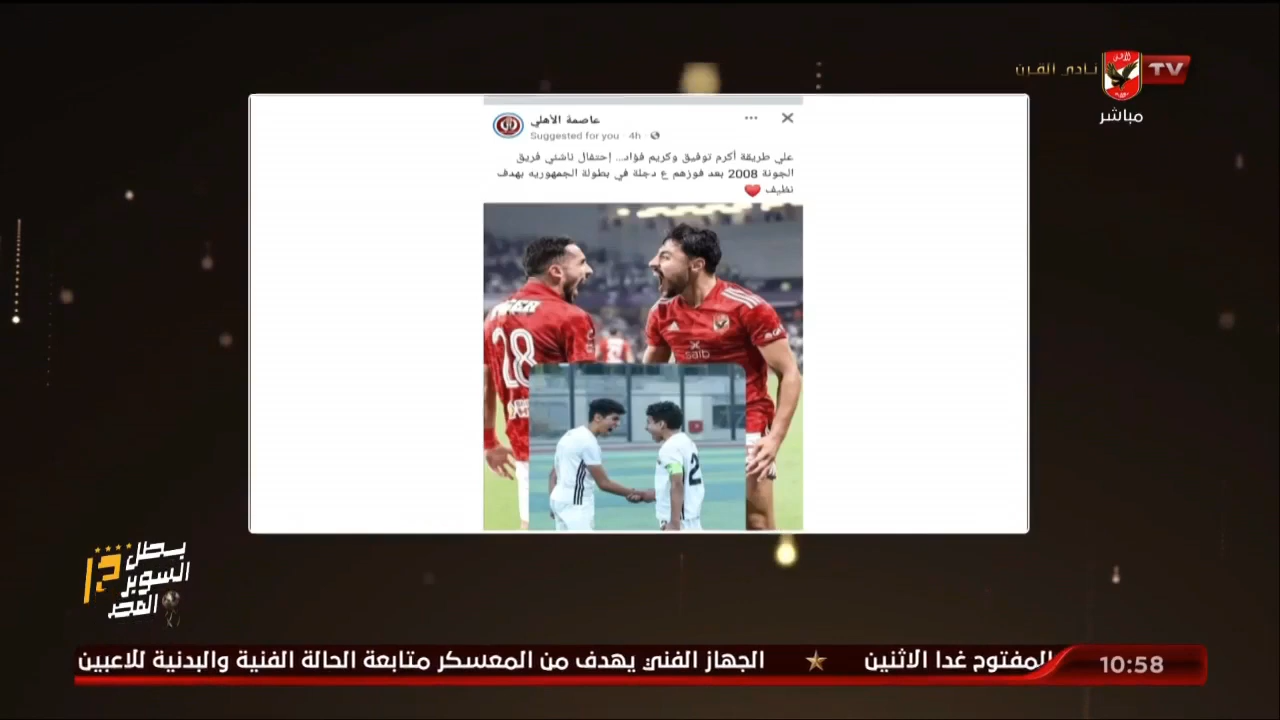 نادي القرن
TV
مباشر
عاصمة الأهلي
Suggested for you · 4h ·
علي طريقة أكرم توفيق وكريم فؤاد... إحتفال ناشئي فريق
الجونة 2008 بعد فوزهم ع دجلة في بطولة الجمهوريه بهدف
نظيف ❤️
28
saib
2
بطل
السوبر
المصر
المفتوح غدا الاثنين ★ الجهاز الفني يهدف من المعسكر متابعة الحالة الفنية والبدنية للاعبين
10:58